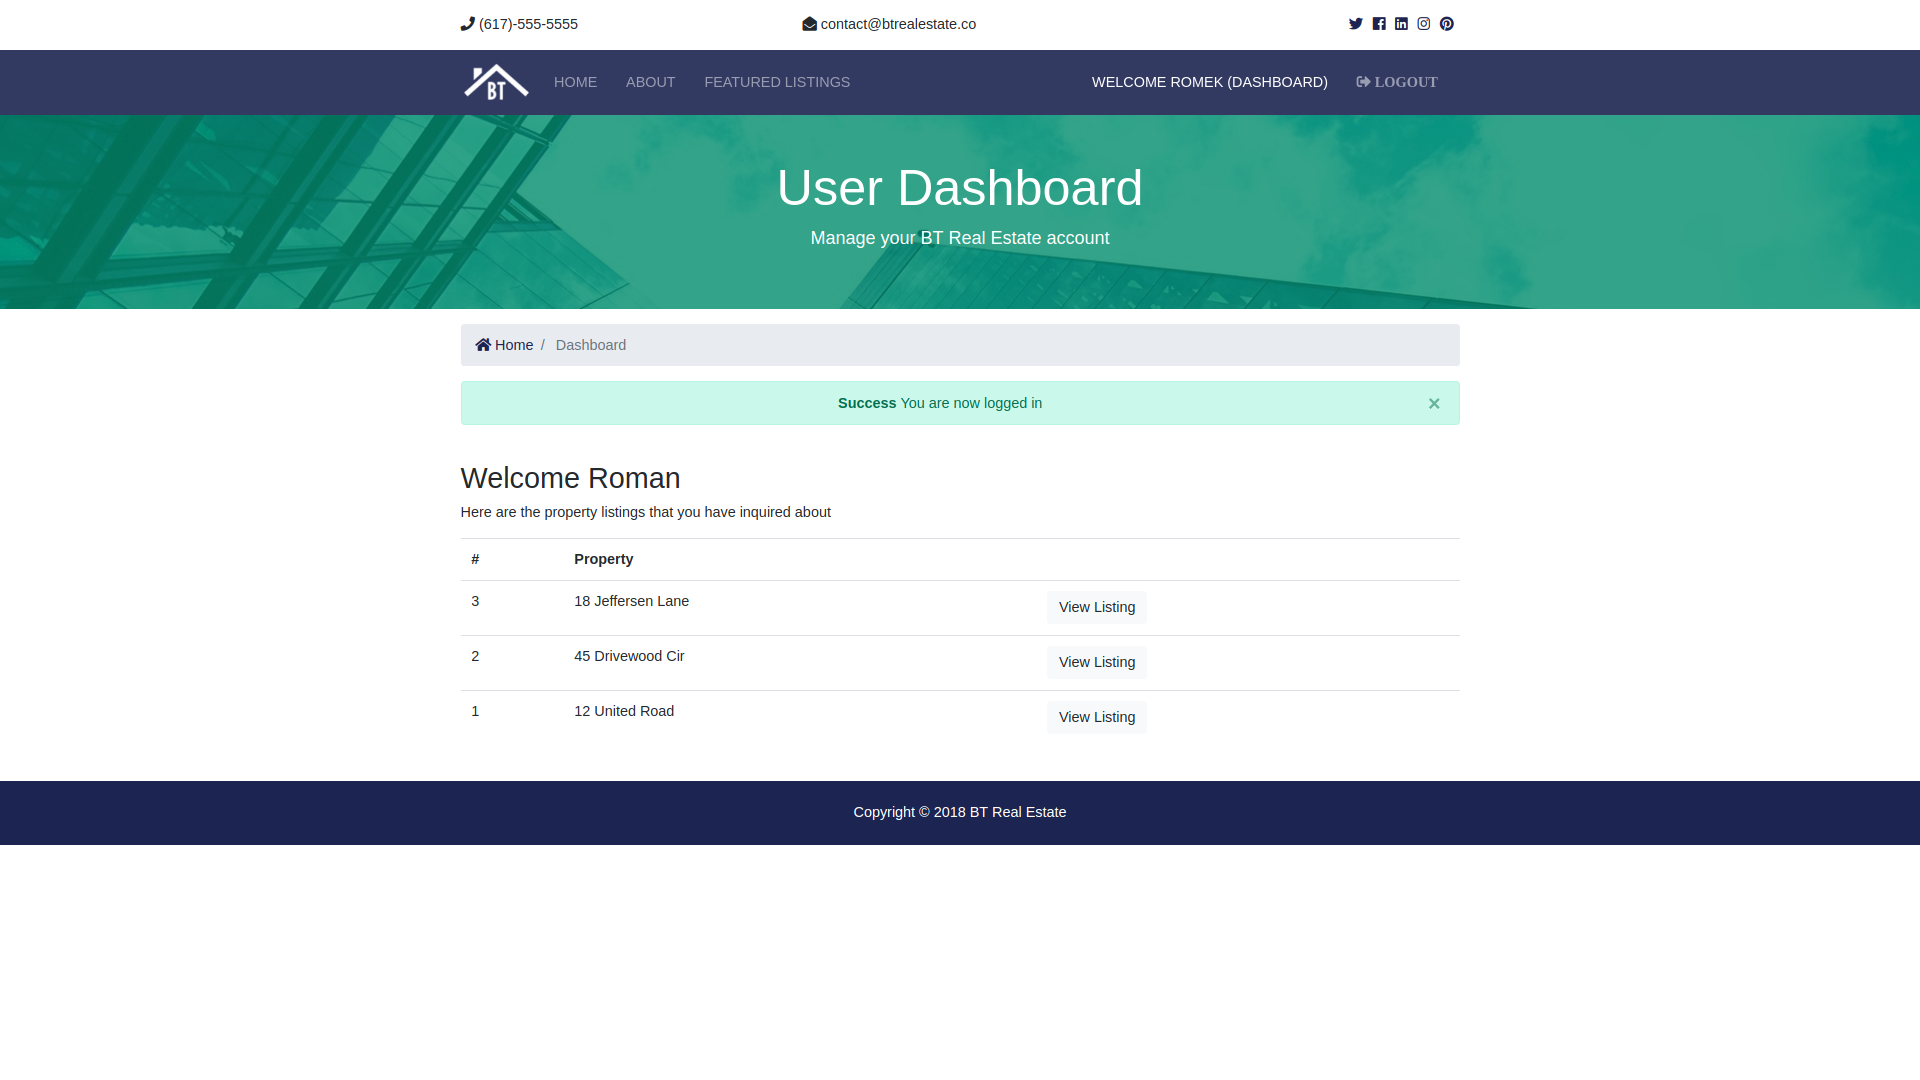 (617)-555-5555
contact@btrealestate.co
BT
HOME
ABOUT
FEATURED LISTINGS
WELCOME ROMEK (DASHBOARD)
LOGOUT
User Dashboard
Manage your BT Real Estate account
Home / Dashboard
Success You are now logged in ×
Welcome Roman
Here are the property listings that you have inquired about
# Property
3 18 Jeffersen Lane View Listing
2 45 Drivewood Cir View Listing
1 12 United Road View Listing
Copyright © 2018 BT Real Estate